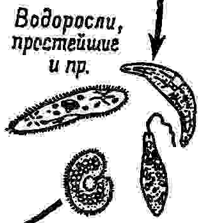 Водоросли,
простейшие
и пр.